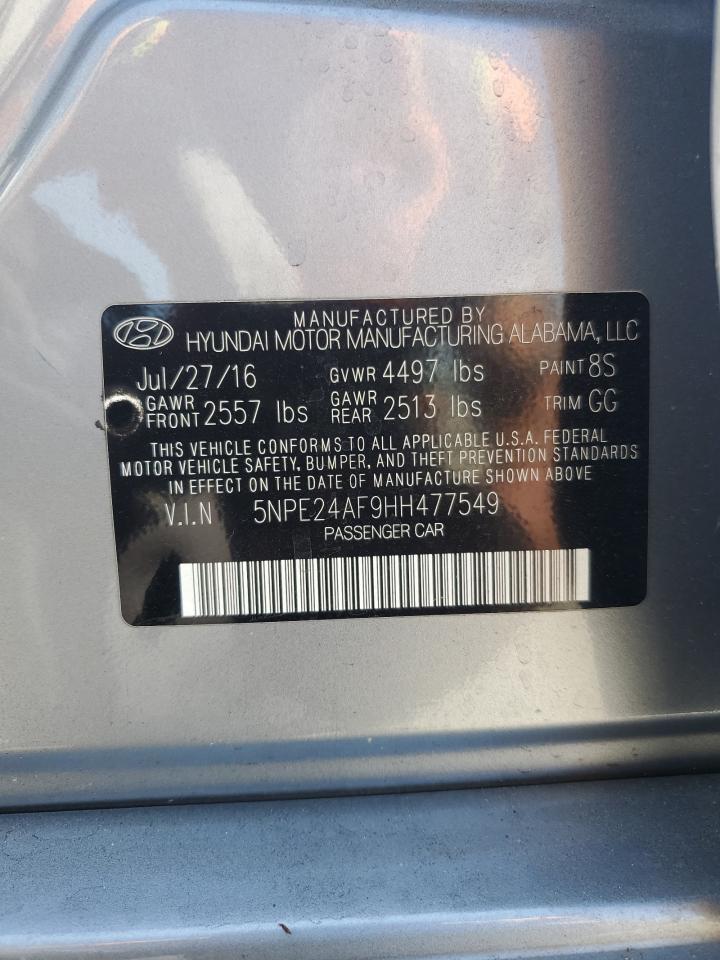 MANUFACTURED BY
HYUNDAI MOTOR MANUFACTURING ALABAMA, LLC
Jul/27/16 GVWR 4497 lbs PAINT 8S
GAWR FRONT 2557 lbs GAWR REAR 2513 lbs TRIM GG
THIS VEHICLE CONFORMS TO ALL APPLICABLE U.S.A. FEDERAL
MOTOR VEHICLE SAFETY, BUMPER, AND THEFT PREVENTION STANDARDS
IN EFFECT ON THE DATE OF MANUFACTURE SHOWN ABOVE.
V.I.N 5NPE24AF9HH477549
PASSENGER CAR